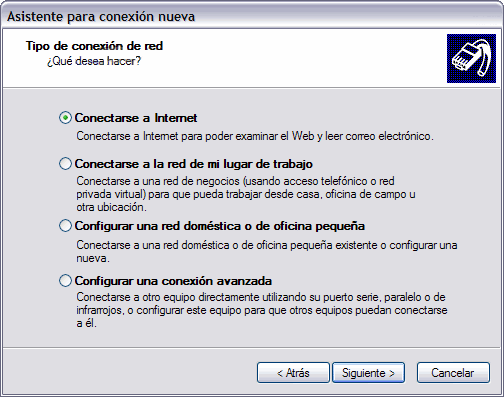 Asistente para conexión nueva
Tipo de conexión de red
¿Qué desea hacer?
Conectarse a Internet
Conectarse a Internet para poder examinar el Web y leer correo electrónico.
Conectarse a la red de mi lugar de trabajo
Conectarse a una red de negocios (usando acceso telefónico o red
privada virtual) para que pueda trabajar desde casa, oficina de campo u
otra ubicación.
Configurar una red doméstica o de oficina pequeña
Conectarse a una red doméstica o de oficina pequeña existente o configurar una
nueva.
Configurar una conexión avanzada
Conectarse a otro equipo directamente utilizando su puerto serie, paralelo o de
infrarrojos, o configurar este equipo para que otros equipos puedan conectarse
a él.
< Atrás
Siguiente >
Cancelar